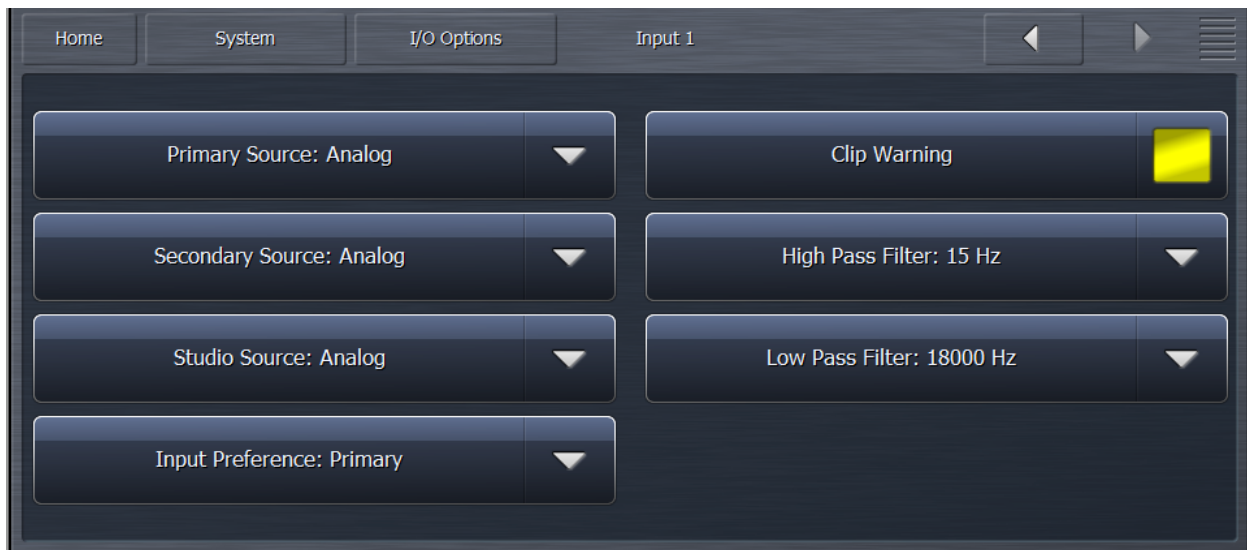 Home System I/O Options Input 1
Primary Source: Analog
Clip Warning
Secondary Source: Analog
High Pass Filter: 15 Hz
Studio Source: Analog
Low Pass Filter: 18000 Hz
Input Preference: Primary